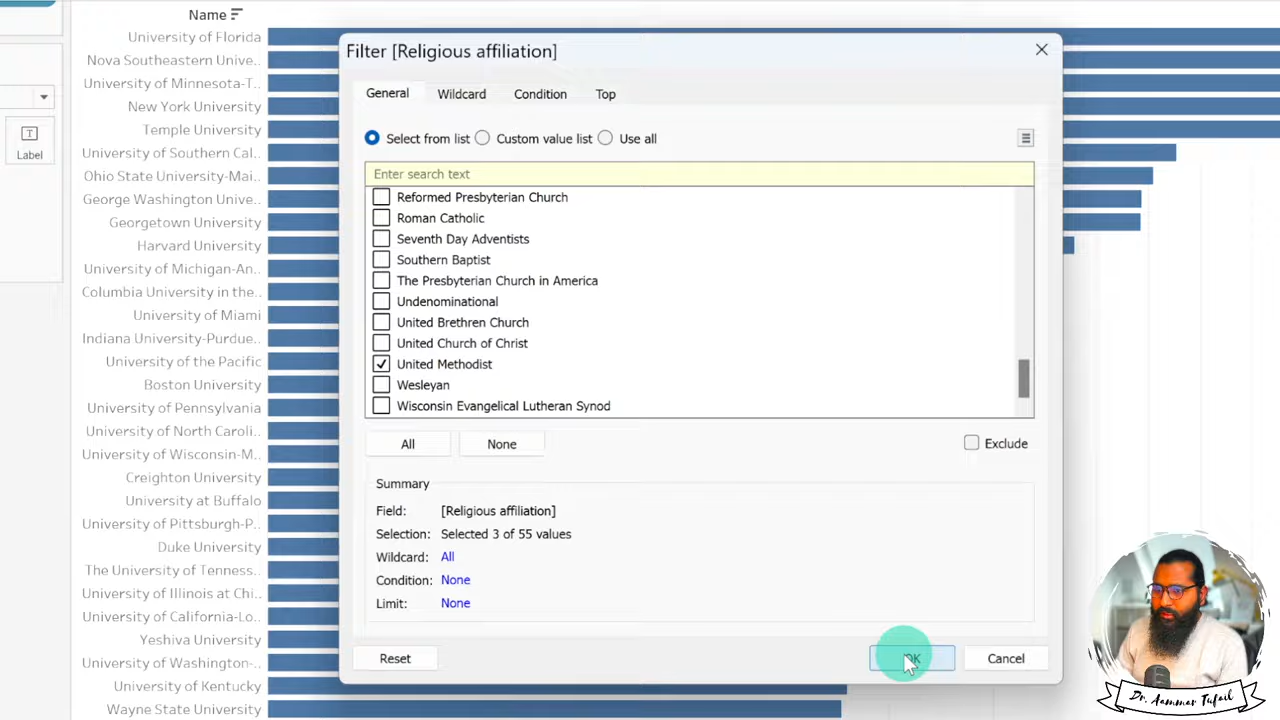 Name
University of Florida
Nova Southeastern Unive..
University of Minnesota-T..
New York University
Temple University
University of Southern Cal..
Ohio State University-Mai..
George Washington Unive..
Georgetown University
Harvard University
University of Michigan-An..
Columbia University in the..
University of Miami
Indiana University-Purdue..
University of the Pacific
Boston University
University of Pennsylvania
University of North Caroli..
University of Wisconsin-M..
Creighton University
University at Buffalo
University of Pittsburgh-P..
Duke University
The University of Tenness..
University of Illinois at Chi..
University of California-Lo..
Yeshiva University
University of Washington-..
University of Kentucky
Wayne State University
T
Label
Filter [Religious affiliation]
General Wildcard Condition Top
Select from list Custom value list Use all
Enter search text
Reformed Presbyterian Church
Roman Catholic
Seventh Day Adventists
Southern Baptist
The Presbyterian Church in America
Undenominational
United Brethren Church
United Church of Christ
United Methodist
Wesleyan
Wisconsin Evangelical Lutheran Synod
All None Exclude
Summary
Field: [Religious affiliation]
Selection: Selected 3 of 55 values
Wildcard: All
Condition: None
Limit: None
Reset OK Cancel
Dr. Aammar Tufail